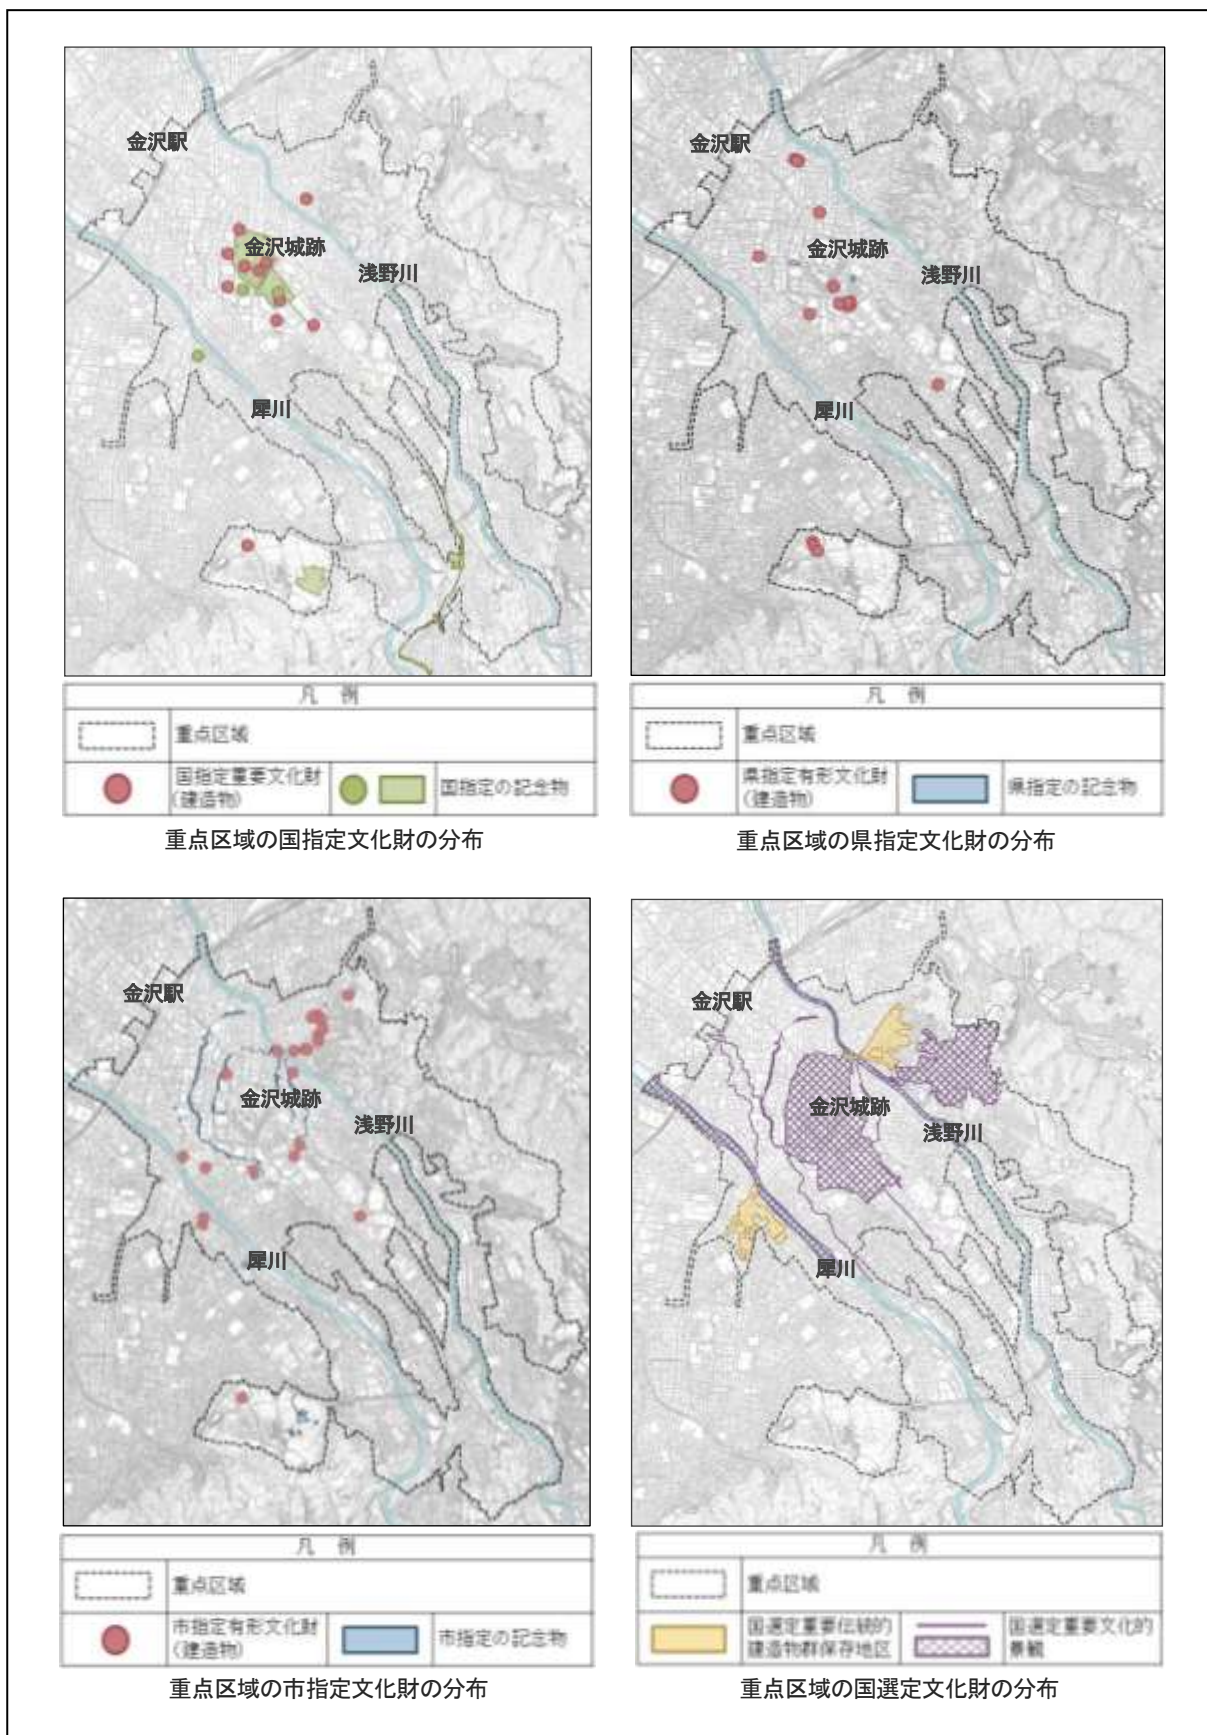 金沢駅
金沢城跡
浅野川
犀川
凡 例
重点区域
国指定重要文化財
(建造物)
国指定の記念物
重点区域の国指定文化財の分布
金沢駅
金沢城跡
浅野川
犀川
凡 例
重点区域
県指定有形文化財
(建造物)
県指定の記念物
重点区域の県指定文化財の分布
金沢駅
金沢城跡
浅野川
犀川
凡 例
重点区域
市指定有形文化財
(建造物)
市指定の記念物
重点区域の市指定文化財の分布
金沢駅
金沢城跡
浅野川
犀川
凡 例
重点区域
国選定重要伝統的
建造物群保存地区
国選定重要文化的
景観
重点区域の国選定文化財の分布